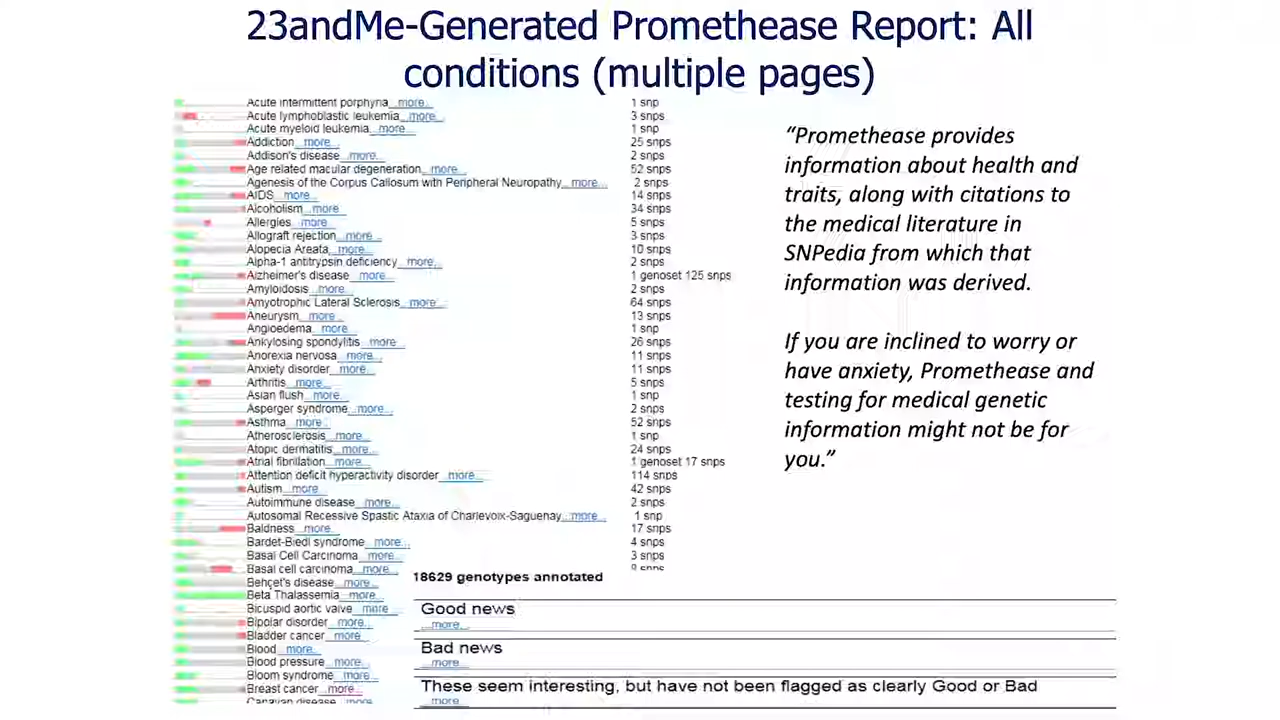 23andMe-Generated Promethease Report: All
conditions (multiple pages)
Acute intermittent porphyria...more... 1 snp
Acute lymphoblastic leukemia...more... 3 snps
Acute myeloid leukemia...more... 1 snp
Addiction...more... 25 snps
Addison's disease...more... 2 snps
Age related macular degeneration...more... 52 snps
Agenesis of the Corpus Callosum with Peripheral Neuropathy...more... 2 snps
AIDS...more... 14 snps
Alcoholism...more... 34 snps
Allergies...more... 5 snps
Allograft rejection...more... 3 snps
Alopecia Areata...more... 10 snps
Alpha-1 antitrypsin deficiency...more... 2 snps
Alzheimer's disease...more... 1 genoset 125 snps
Amyloidosis...more... 2 snps
Amyotrophic Lateral Sclerosis...more... 64 snps
Aneurysm...more... 13 snps
Angioedema...more... 1 snp
Ankylosing spondylitis...more... 26 snps
Anorexia nervosa...more... 11 snps
Anxiety disorder...more... 11 snps
Arthritis...more... 5 snps
Asian flush...more... 1 snp
Asperger syndrome...more... 2 snps
Asthma...more... 52 snps
Atherosclerosis...more... 1 snp
Atopic dermatitis...more... 24 snps
Atrial fibrillation...more... 1 genoset 17 snps
Attention deficit hyperactivity disorder...more... 114 snps
Autism...more... 42 snps
Autoimmune disease...more... 2 snps
Autosomal Recessive Spastic Ataxia of Charlevoix-Saguenay...more... 1 snp
Baldness...more... 17 snps
Bardet-Biedl syndrome...more... 4 snps
Basal Cell Carcinoma...more... 3 snps
Basal cell carcinoma...more... snps
Behçet's disease...more...
Beta Thalassemia...more...
Bicuspid aortic valve...more...
Bipolar disorder...more...
Bladder cancer...more...
Blood...more...
Blood pressure...more...
Bloom syndrome...more...
Breast cancer...more...
Canavan disease...more...
“Promethease provides
information about health and
traits, along with citations to
the medical literature in
SNPedia from which that
information was derived.
If you are inclined to worry or
have anxiety, Promethease and
testing for medical genetic
information might not be for
you.”
18629 genotypes annotated
Good news
...more...
Bad news
...more...
These seem interesting, but have not been flagged as clearly Good or Bad
...more...